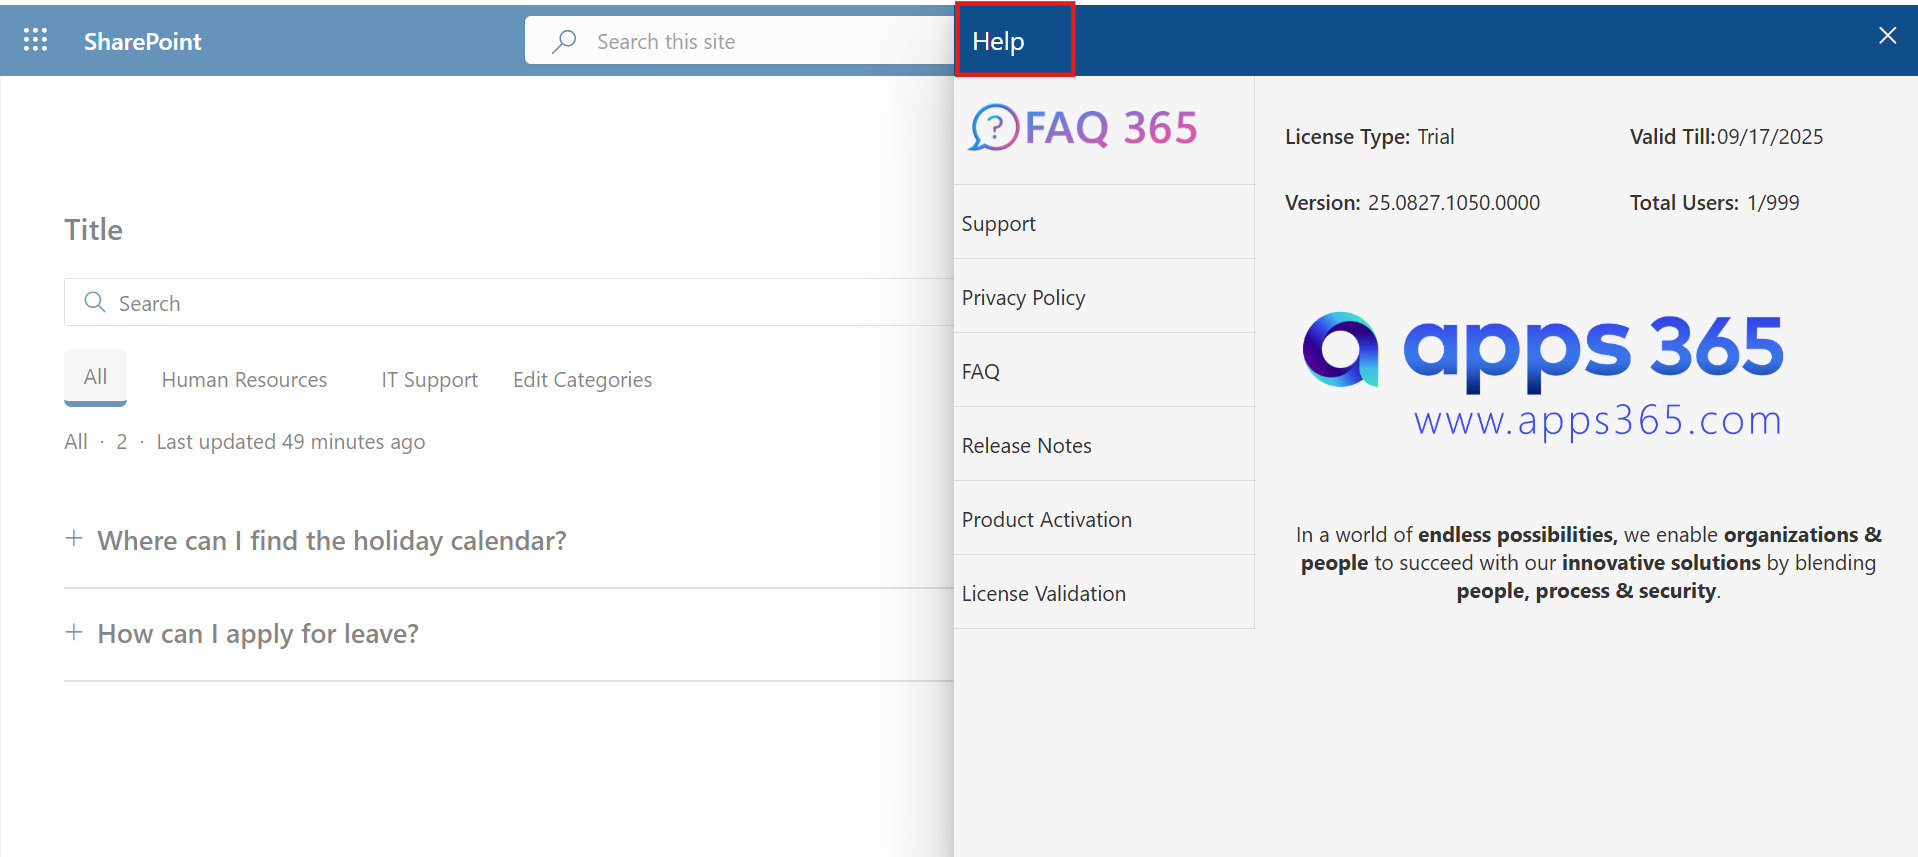 SharePoint
Search this site
Help
Title
Search
All
Human Resources
IT Support
Edit Categories
All · 2 · Last updated 49 minutes ago
+ Where can I find the holiday calendar?
+ How can I apply for leave?
? FAQ 365
Support
Privacy Policy
FAQ
Release Notes
Product Activation
License Validation
License Type: Trial
Valid Till:09/17/2025
Version: 25.0827.1050.0000
Total Users: 1/999
apps 365
www.apps365.com
In a world of endless possibilities, we enable organizations &
people to succeed with our innovative solutions by blending
people, process & security.